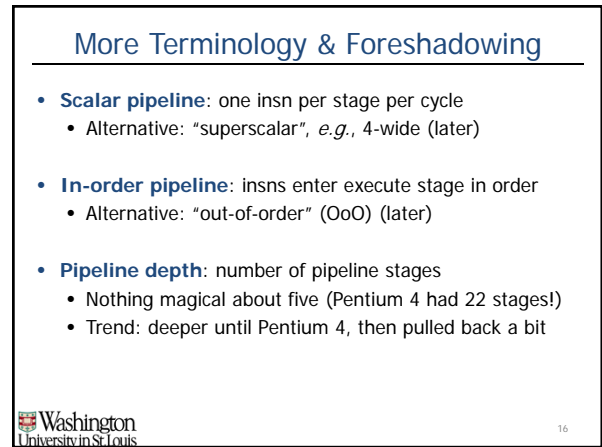 More Terminology & Foreshadowing
• Scalar pipeline: one insn per stage per cycle
• Alternative: "superscalar", e.g., 4-wide (later)
• In-order pipeline: insns enter execute stage in order
• Alternative: "out-of-order" (OoO) (later)
• Pipeline depth: number of pipeline stages
• Nothing magical about five (Pentium 4 had 22 stages!)
• Trend: deeper until Pentium 4, then pulled back a bit
Washington
University in St. Louis
16